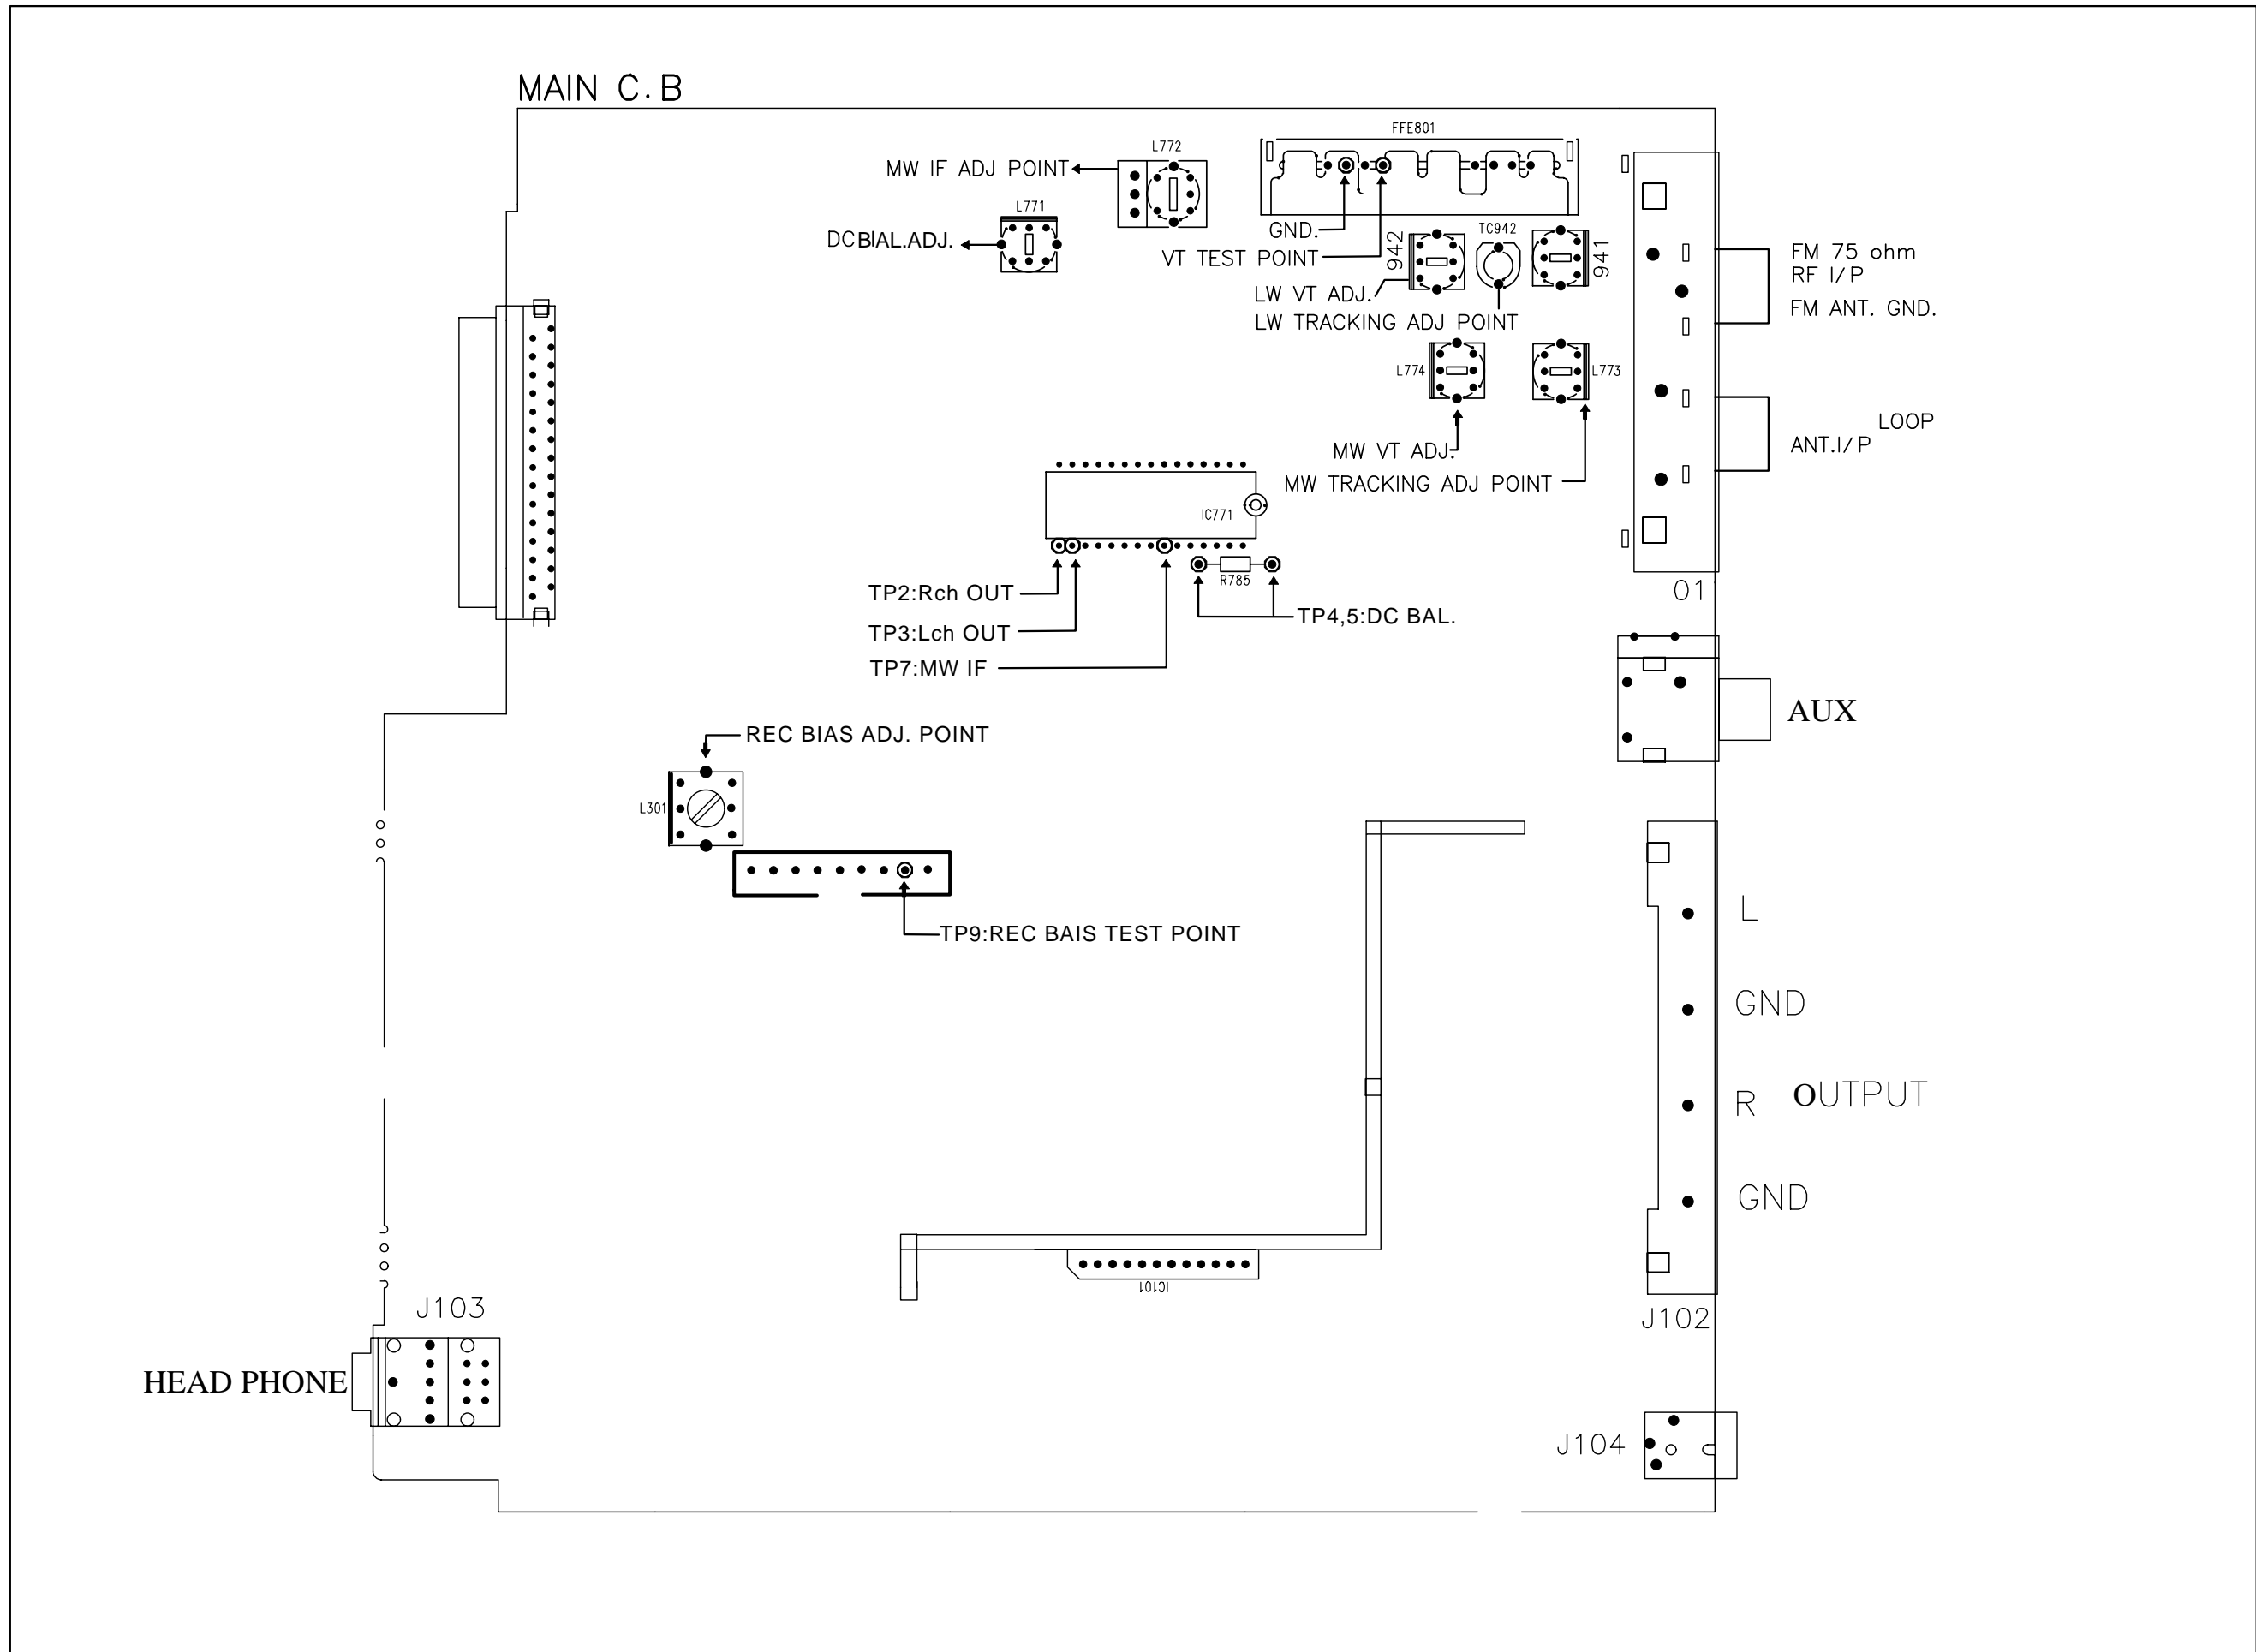 MAIN C.B
FFE801
L772
MW IF ADJ POINT
L771
DCBIAL.ADJ.
GND.
TC942
942
941
VT TEST POINT
LW VT ADJ.
LW TRACKING ADJ POINT
FM 75 ohm
RF I/P
FM ANT. GND.
L774
L773
LOOP
ANT.I/P
MW VT ADJ.
MW TRACKING ADJ POINT
IC771
R785
TP2:Rch OUT
01
TP4,5:DC BAL.
TP3:Lch OUT
TP7:MW IF
AUX
REC BIAS ADJ. POINT
L301
TP9:REC BAIS TEST POINT
L
GND
R OUTPUT
GND
IC101
J103
J102
HEAD PHONE
J104